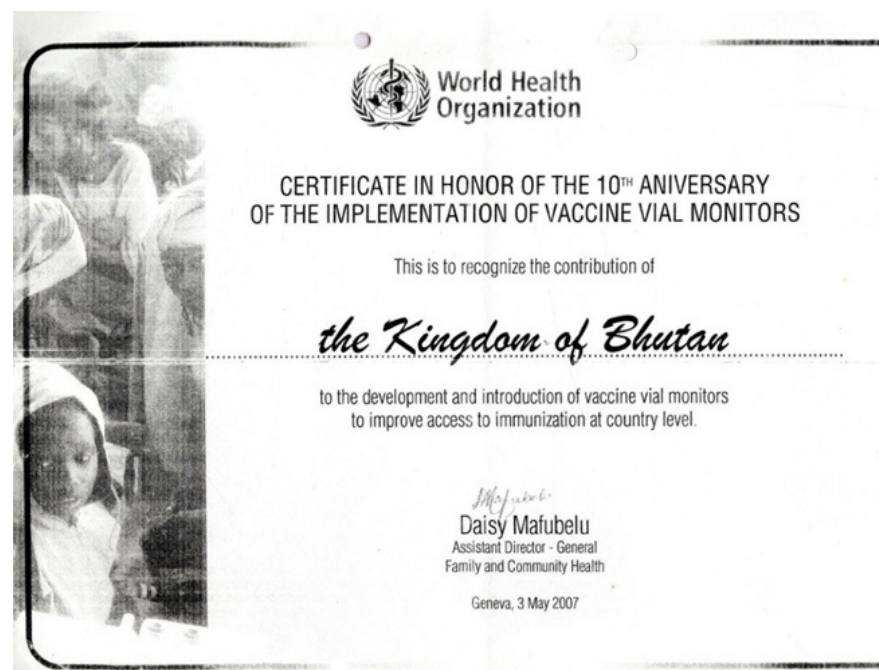 World Health
Organization
CERTIFICATE IN HONOR OF THE 10TH ANIVERSARY
OF THE IMPLEMENTATION OF VACCINE VIAL MONITORS
This is to recognize the contribution of
the Kingdom of Bhutan
to the development and introduction of vaccine vial monitors
to improve access to immunization at country level.
Daisy Mafubelu
Assistant Director - General
Family and Community Health
Geneva, 3 May 2007